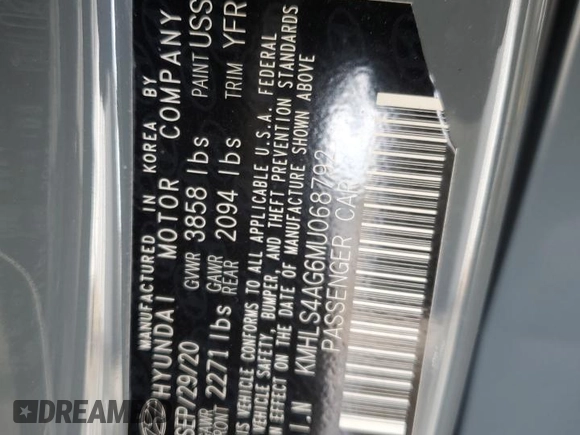 MANUFACTURED IN KOREA BY
HYUNDAI MOTOR COMPANY
SEP/29/20 GVWR 3858 lbs PAINT USS
GAWR FRONT 2271 lbs GAWR REAR 2094 lbs TRIM YFR
THIS VEHICLE CONFORMS TO ALL APPLICABLE U.S.A. FEDERAL
VEHICLE SAFETY, BUMPER, AND THEFT PREVENTION STANDARDS
IN EFFECT ON THE DATE OF MANUFACTURE SHOWN ABOVE
KMHLS4AG6MU068792
PASSENGER CAR
DREAM